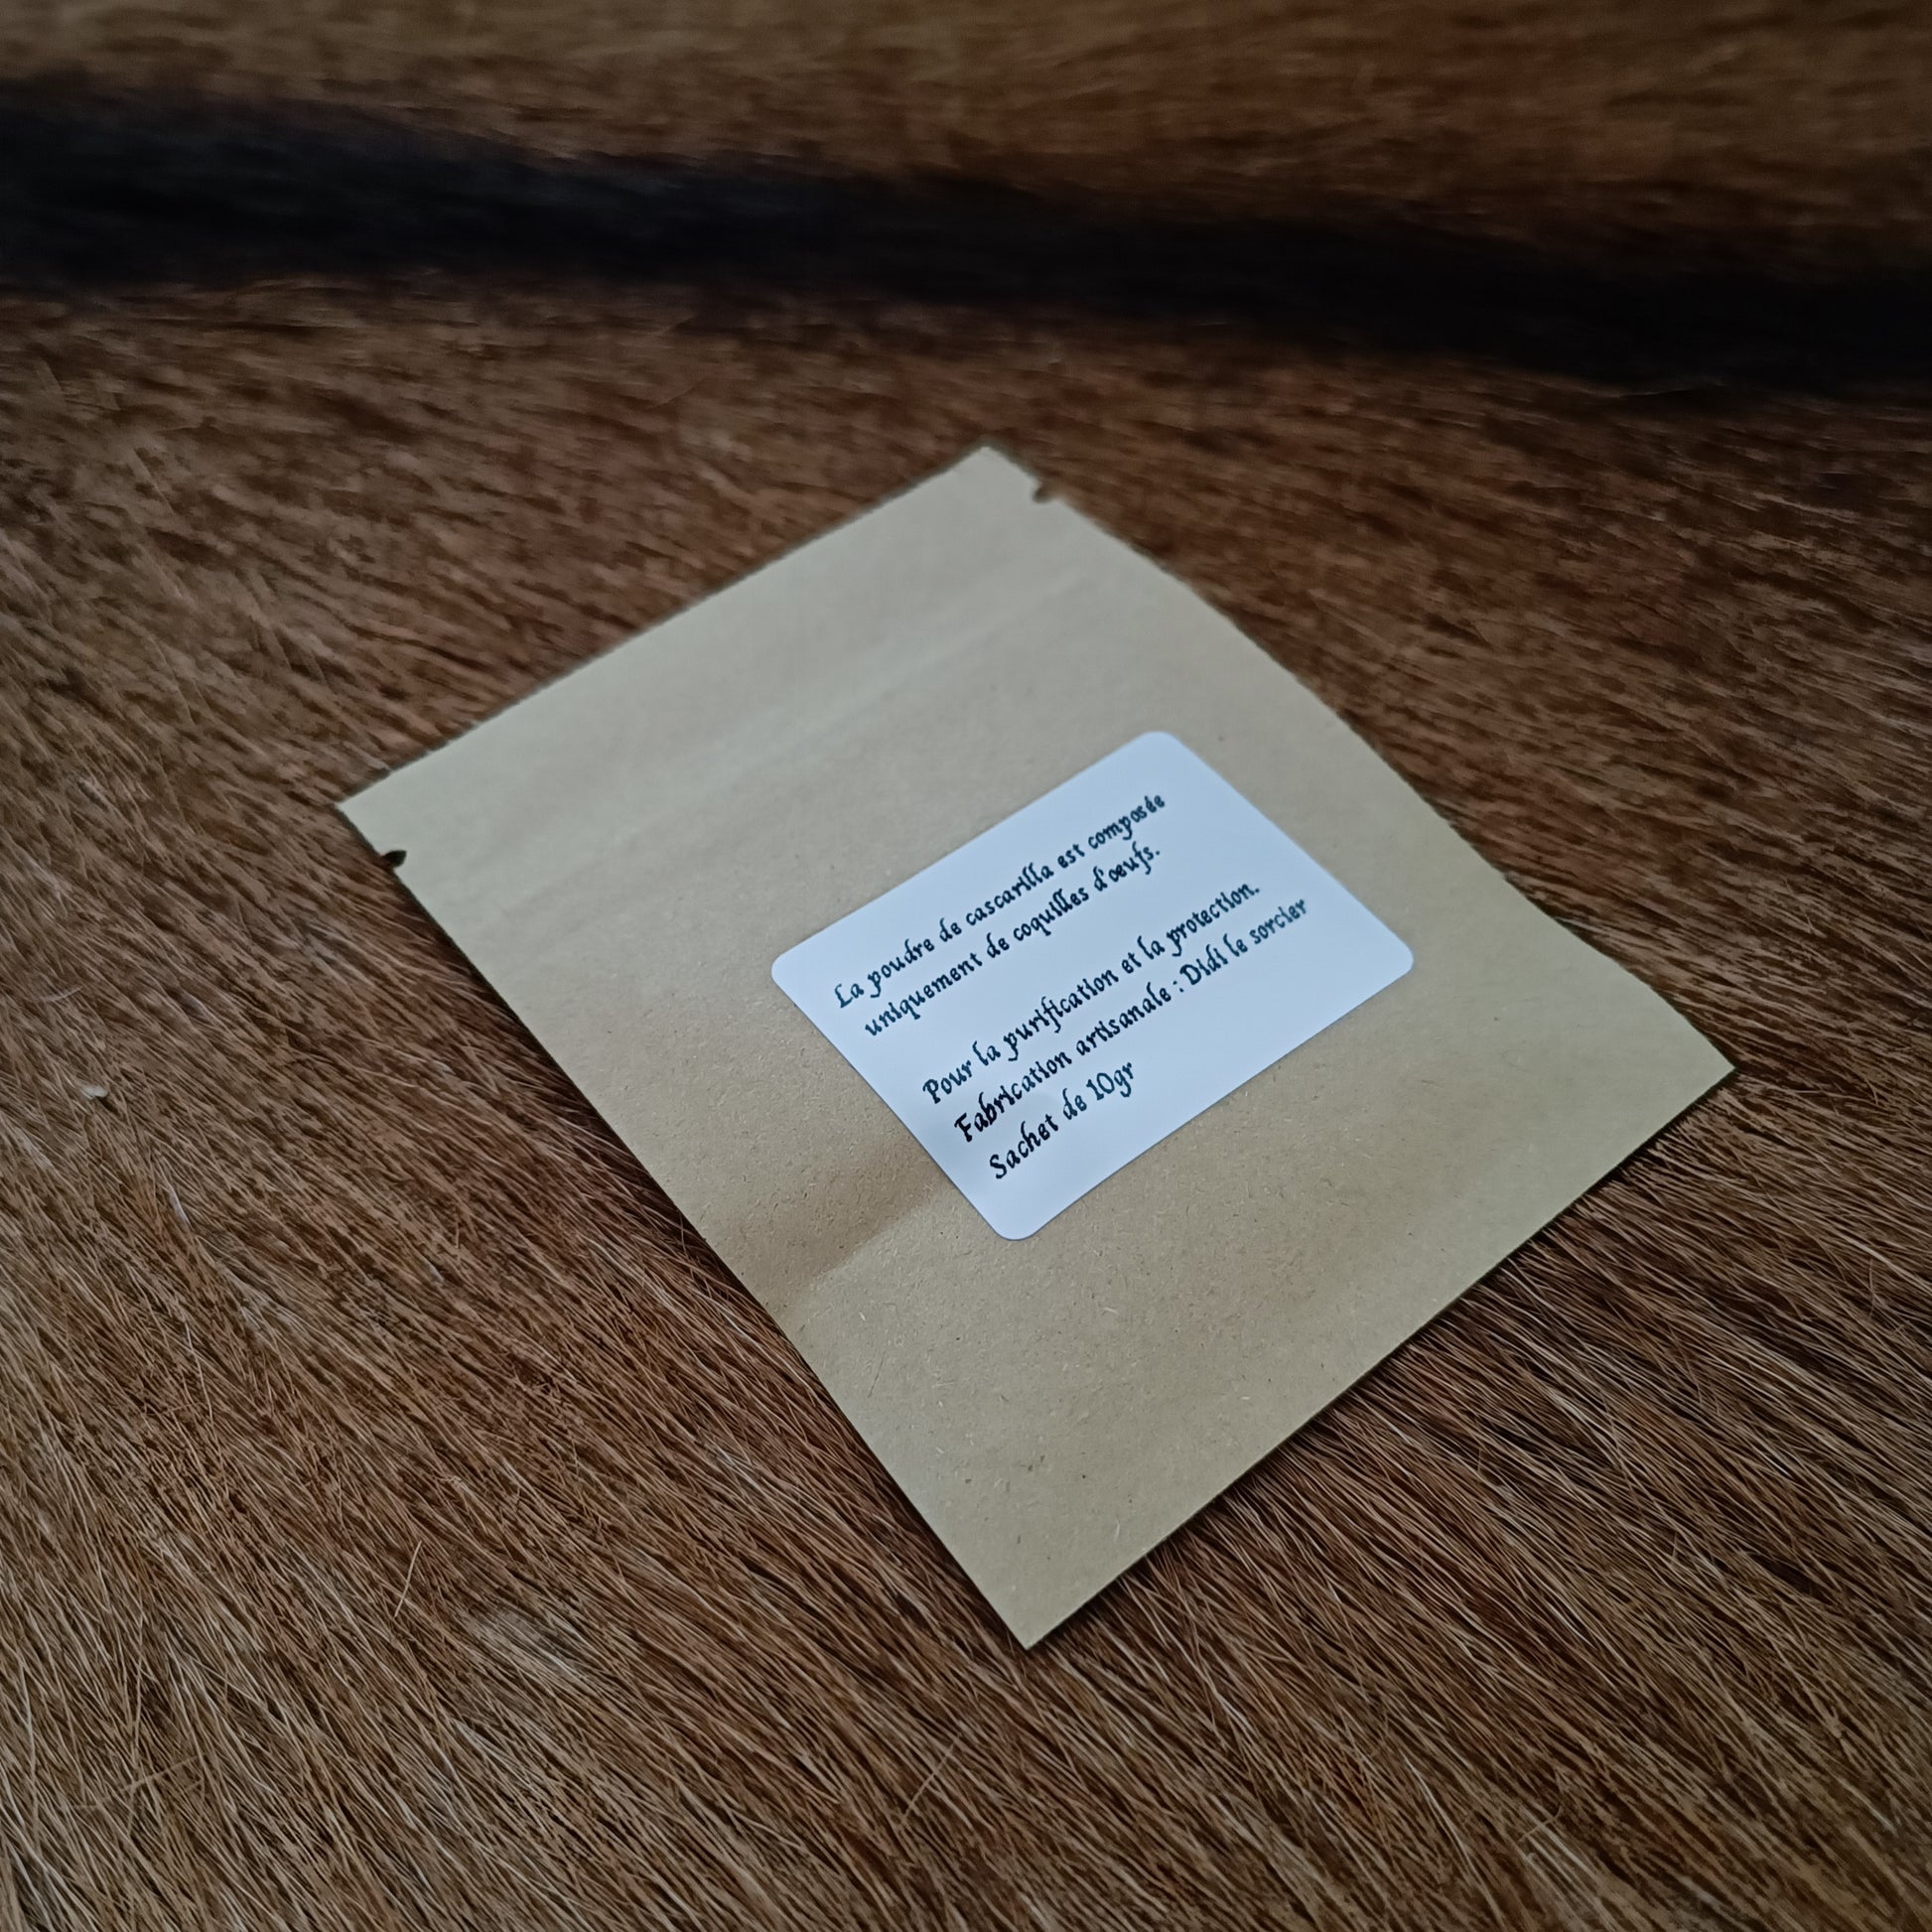 La poudre de cascarilla est composée
uniquement de coquilles d'oeufs.
Pour la purification et la protection.
Fabrication artisanale : Didi le sorcier
Sachet de 10gr